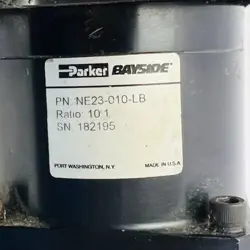 Parker BAYSIDE
PN: NE23-010-LB
Ratio: 10:1
SN: 182195
PORT WASHINGTON, N.Y. MADE IN U.S.A.